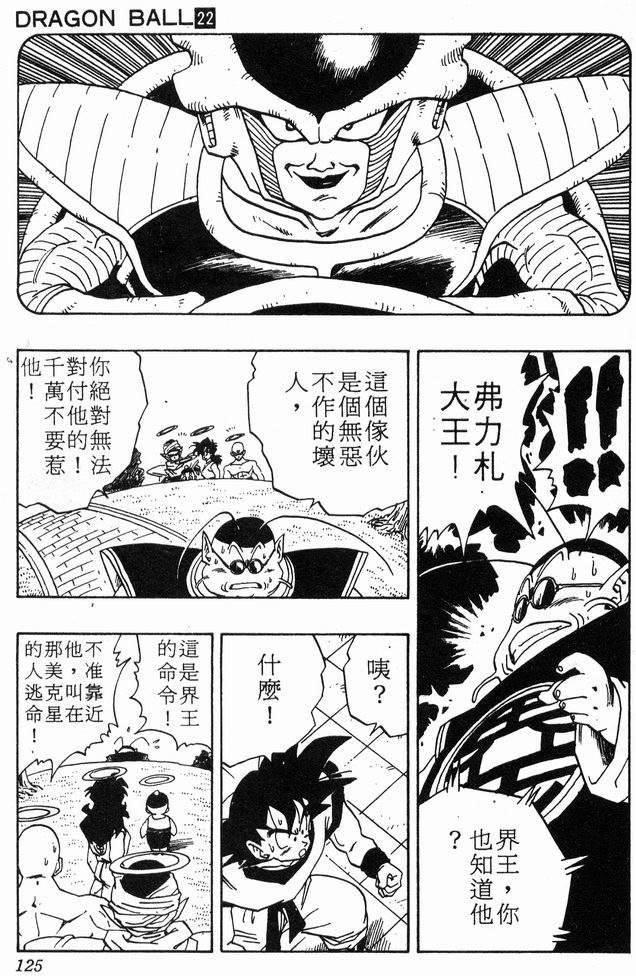 DRAGON BALL 22
弗力札
大王！
！！
界王，你
也知道他
？
這個傢伙
是個無惡
不作的壞
人，
你絕對無法
對付他的！
千萬不要惹
他！
咦？
什麼！
這是界王
的命令！
不准靠近
他，叫在
那美克星
的人逃命！
125